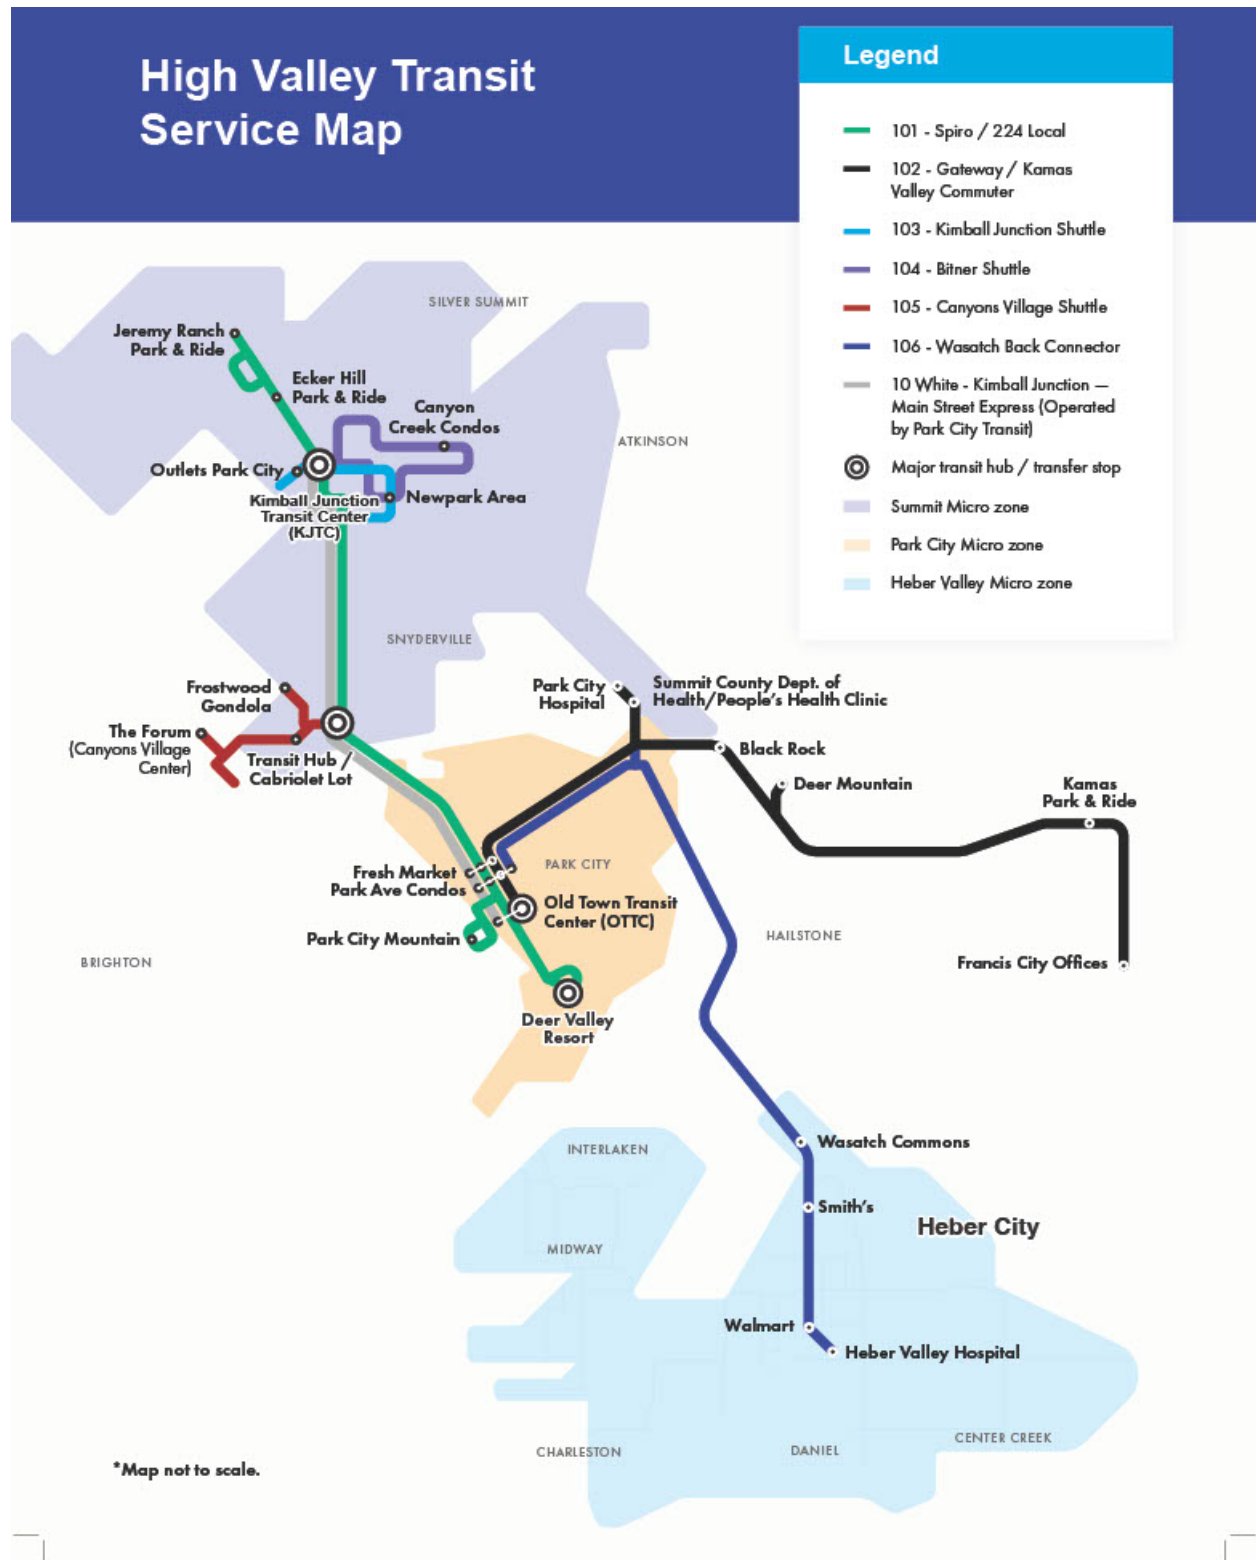 High Valley Transit
Service Map
Legend
101 - Spiro / 224 Local
102 - Gateway / Kamas
Valley Commuter
103 - Kimball Junction Shuttle
104 - Bitner Shuttle
105 - Canyons Village Shuttle
106 - Wasatch Back Connector
10 White - Kimball Junction —
Main Street Express (Operated
by Park City Transit)
Major transit hub / transfer stop
Summit Micro zone
Park City Micro zone
Heber Valley Micro zone
SILVER SUMMIT
Jeremy Ranch
Park & Ride
Ecker Hill
Park & Ride
Canyon
Creek Condos
ATKINSON
Outlets Park City
Kimball Junction
Transit Center
(KJTC)
Newpark Area
SNYDERVILLE
Frostwood
Gondola
Park City
Hospital
Summit County Dept. of
Health/People's Health Clinic
The Forum
(Canyons Village
Center)
Transit Hub /
Cabriolet Lot
Black Rock
Deer Mountain
Kamas
Park & Ride
Fresh Market
Park Ave Condos
PARK CITY
Old Town Transit
Center (OTTC)
Park City Mountain
HAILSTONE
BRIGHTON
Francis City Offices
Deer Valley
Resort
INTERLAKEN
Wasatch Commons
Smith's
Heber City
MIDWAY
Walmart
Heber Valley Hospital
CHARLESTON
DANIEL
CENTER CREEK
*Map not to scale.